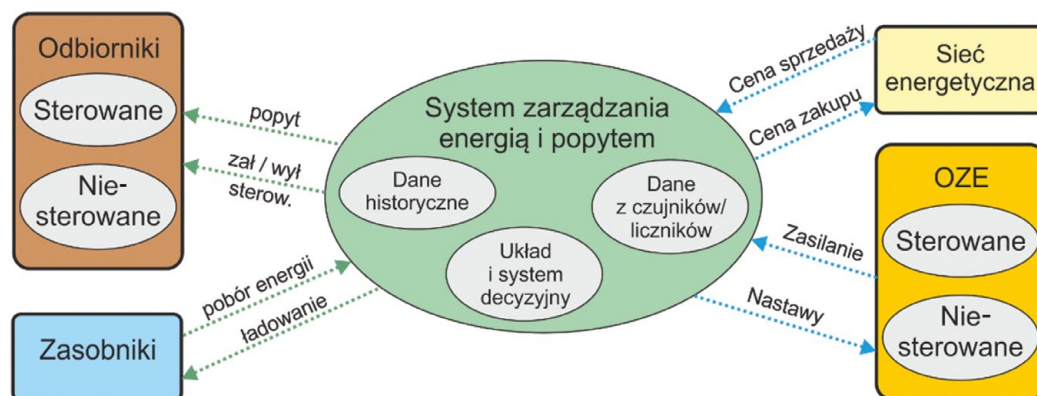 Odbiorniki
Sterowane
Nie-
sterowane
Zasobniki
popyt
zał / wył
sterow.
pobór energii
ładowanie
System zarządzania
energią i popytem
Dane
historyczne
Dane
z czujników/
liczników
Układ
i system
decyzyjny
Cena sprzedaży
Cena zakupu
Zasilanie
Nastawy
Sieć
energetyczna
OZE
Sterowane
Nie-
sterowane